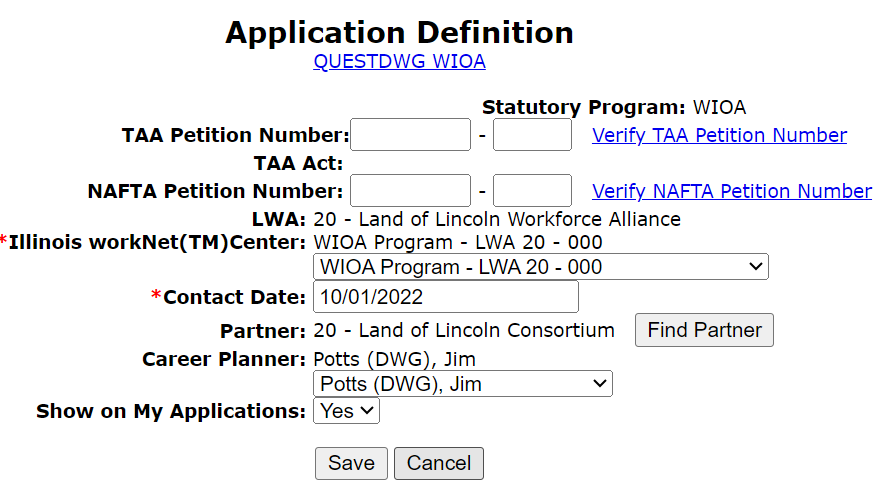 Application Definition
QUESTDWG WIOA
Statutory Program: WIOA
TAA Petition Number: - Verify TAA Petition Number
TAA Act:
NAFTA Petition Number: - Verify NAFTA Petition Number
LWA: 20 - Land of Lincoln Workforce Alliance
*Illinois workNet(TM)Center: WIOA Program - LWA 20 - 000
WIOA Program - LWA 20 - 000
*Contact Date: 10/01/2022
Partner: 20 - Land of Lincoln Consortium Find Partner
Career Planner: Potts (DWG), Jim
Potts (DWG), Jim
Show on My Applications: Yes
Save Cancel